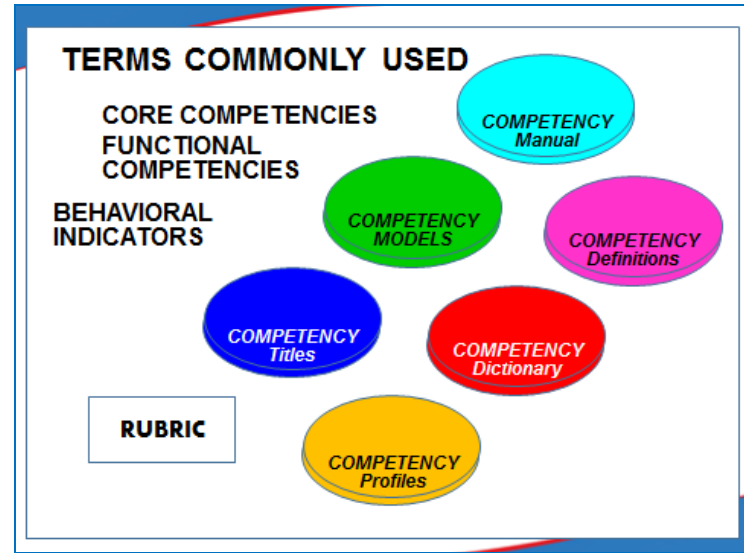 TERMS COMMONLY USED
CORE COMPETENCIES
FUNCTIONAL
COMPETENCIES
BEHAVIORAL
INDICATORS
COMPETENCY
Manual
COMPETENCY
MODELS
COMPETENCY
Definitions
COMPETENCY
Titles
COMPETENCY
Dictionary
RUBRIC
COMPETENCY
Profiles